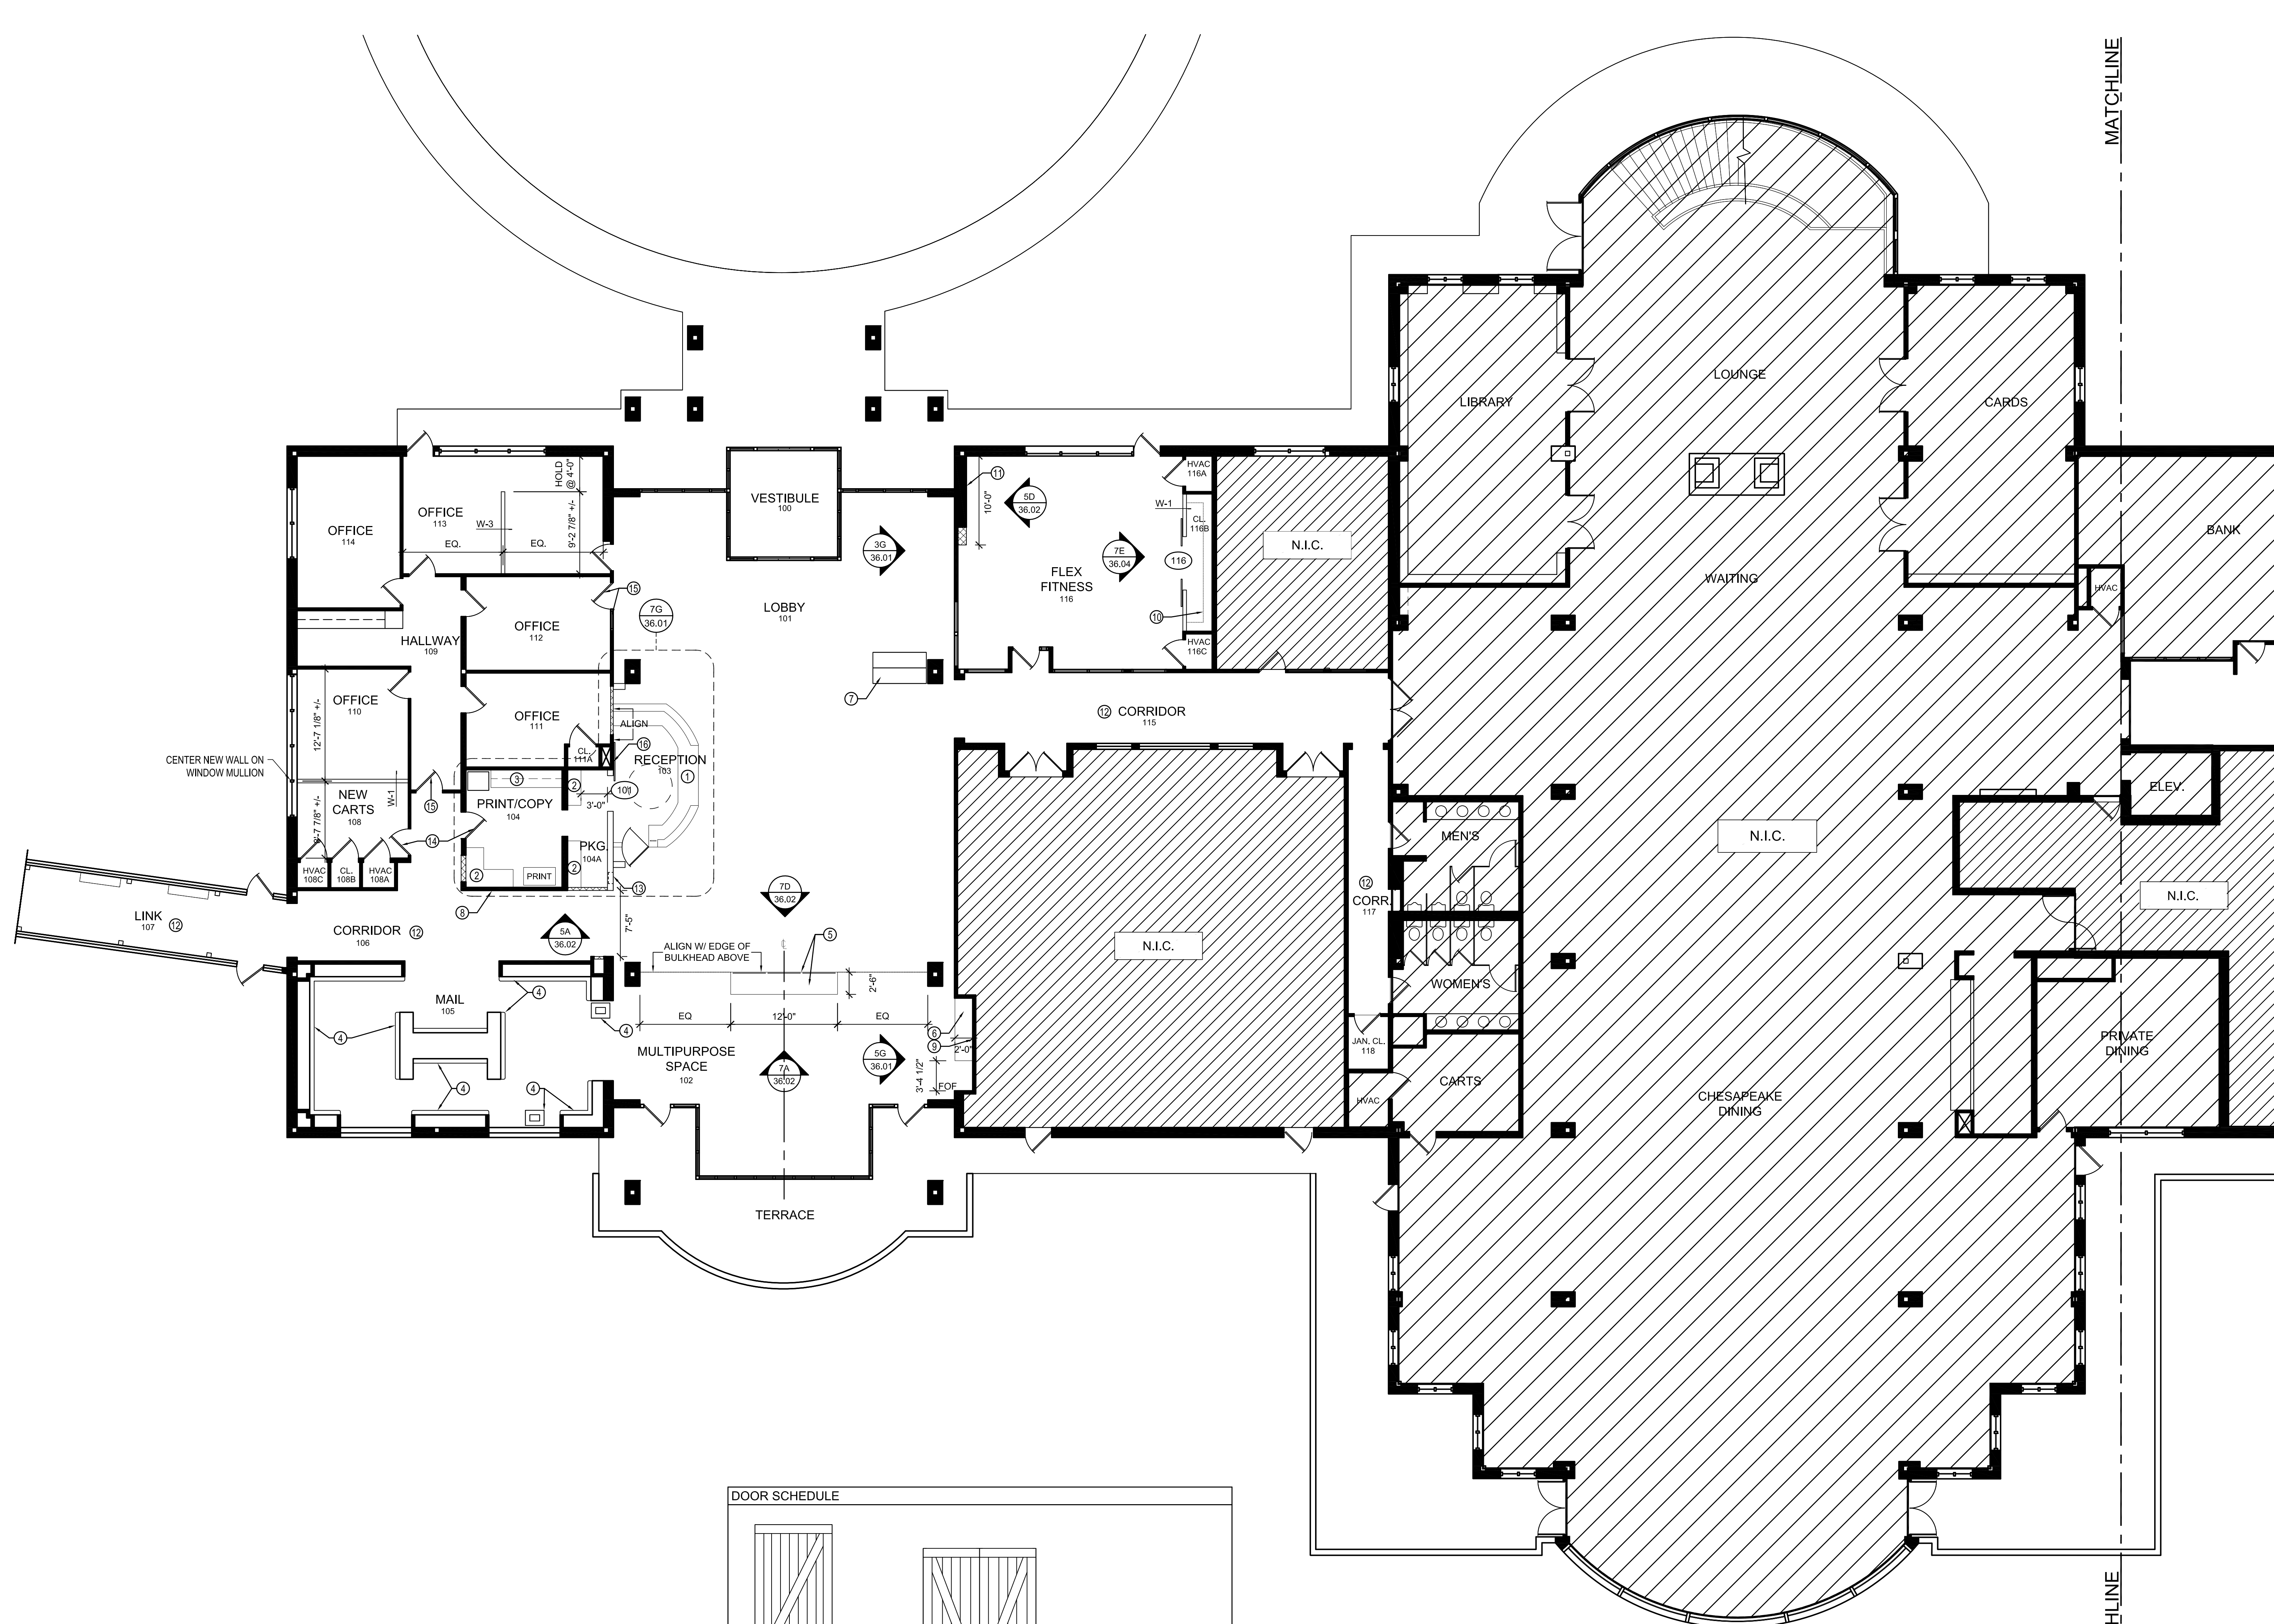 MATCHLINE
LOUNGE
LIBRARY
CARDS
HOLD
@ 4'-0"
9'-2 7/8" +/-
VESTIBULE
100
OFFICE
114
OFFICE
113
W-3
EQ.
EQ.
10'-0"
11
5D
36.02
HVAC
116A
W-1
CL.
116B
N.I.C.
BANK
3G
36.01
7E
36.04
116
FLEX
FITNESS
116
WAITING
HVAC
15
7G
36.01
LOBBY
101
OFFICE
112
10
HALLWAY
109
HVAC
116C
OFFICE
110
12'-7 1/8" +/-
OFFICE
111
ALIGN
7
12
CORRIDOR
115
CENTER NEW WALL ON
WINDOW MULLION
CL.
111A
16
RECEPTION
103
1
W-1
3
2
101
3'-0"
NEW
CARTS
108
15
PRINT/COPY
104
ELEV.
14
PKG.
104A
MEN'S
N.I.C.
HVAC
108C
CL.
108B
HVAC
108A
2
PRINT
2
13
7D
36.02
12
CORR.
117
N.I.C.
8
LINK
107
12
CORRIDOR
106
12
5A
36.02
7'-5"
ALIGN W/ EDGE OF
BULKHEAD ABOVE
5
N.I.C.
2'-6"
WOMEN'S
MAIL
105
4
EQ
12'-0"
EQ
4
4
6
9
2'-0"
JAN. CL.
118
PRIVATE
DINING
MULTIPURPOSE
SPACE
102
5G
36.01
7A
36.02
3'-4 1/2"
FOF
4
4
CARTS
HVAC
CHESAPEAKE
DINING
TERRACE
DOOR SCHEDULE